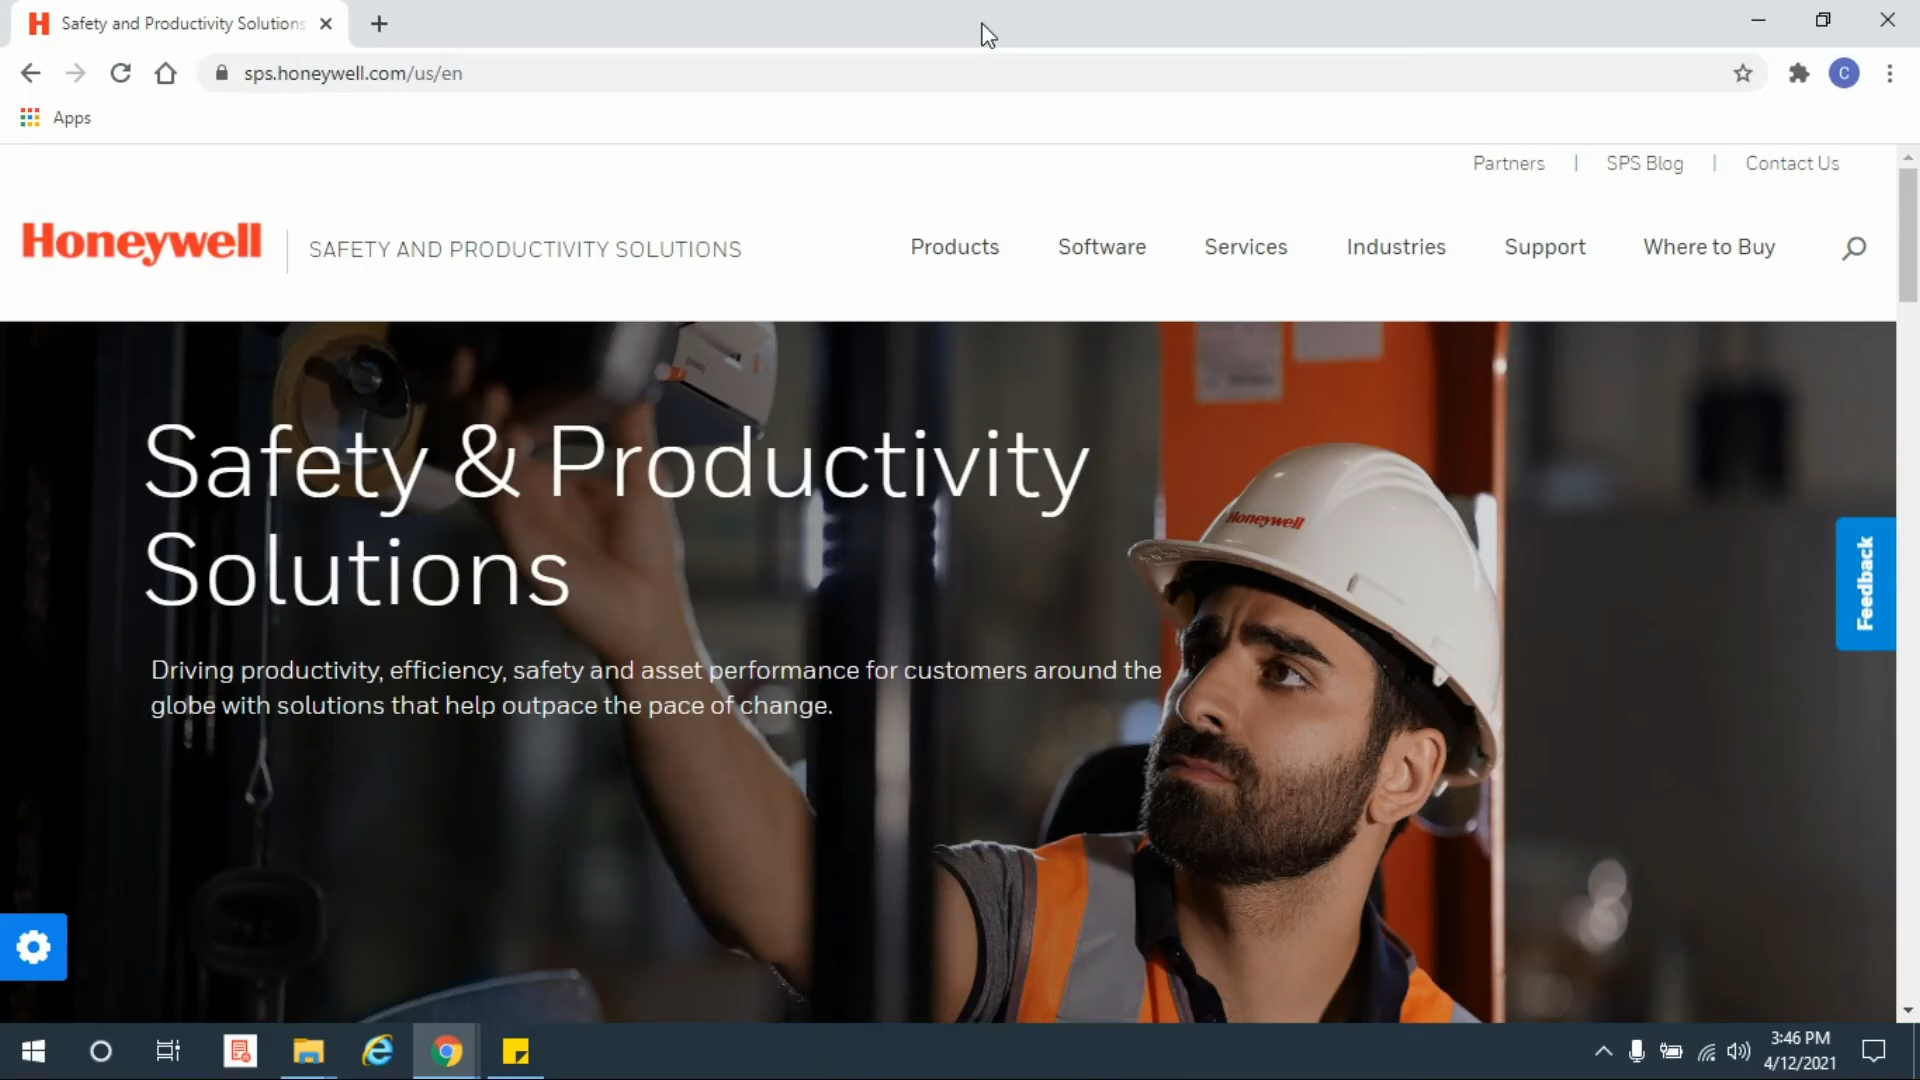 Safety and Productivity Solutions
sps.honeywell.com/us/en
C
Apps
Partners | SPS Blog | Contact Us
Honeywell | SAFETY AND PRODUCTIVITY SOLUTIONS
Products Software Services Industries Support Where to Buy
Safety & Productivity
Solutions
Honeywell
Driving productivity, efficiency, safety and asset performance for customers around the
globe with solutions that help outpace the pace of change.
Feedback
3:46 PM
4/12/2021